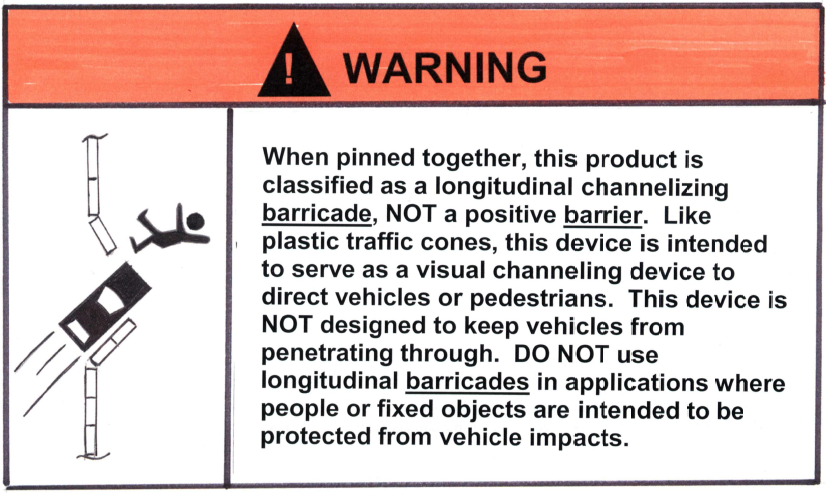 ! WARNING
When pinned together, this product is
classified as a longitudinal channelizing
barricade, NOT a positive barrier.  Like
plastic traffic cones, this device is intended
to serve as a visual channeling device to
direct vehicles or pedestrians.  This device is
NOT designed to keep vehicles from
penetrating through.  DO NOT use
longitudinal barricades in applications where
people or fixed objects are intended to be
protected from vehicle impacts.